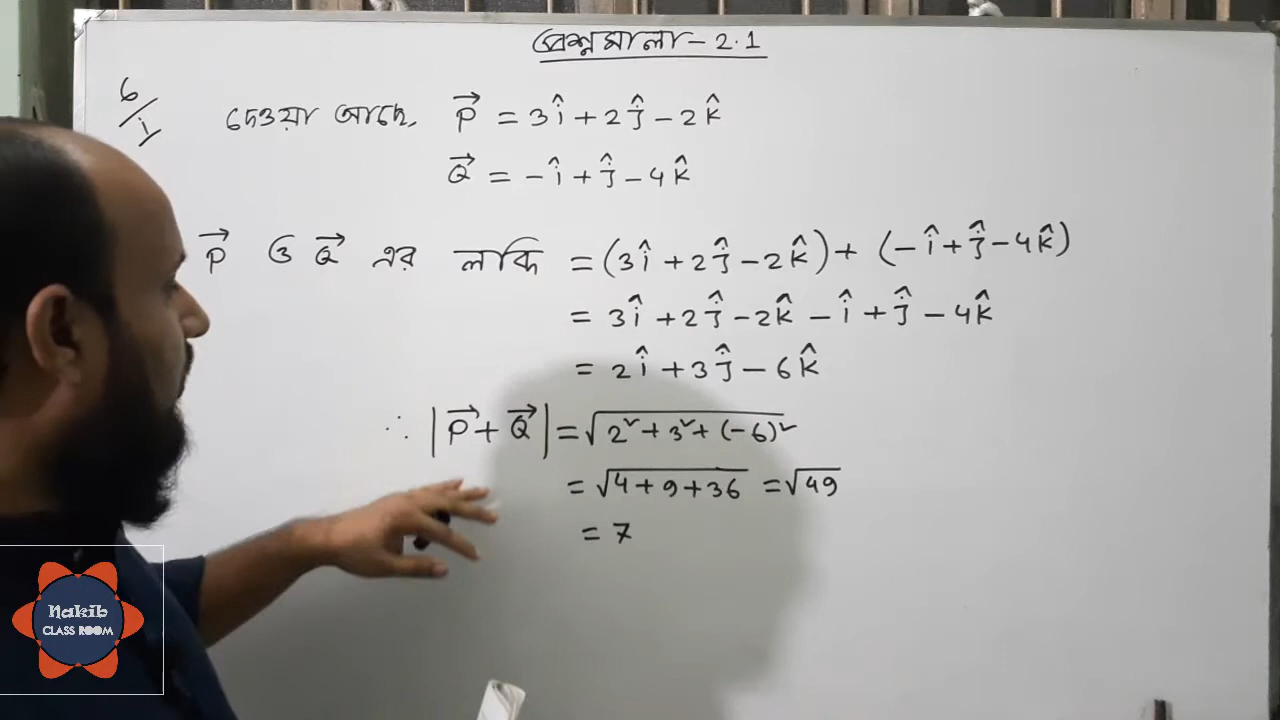 প্রশ্নমালা - 2.1
6/i দেওয়া আছে, P⃗ = 3î + 2ĵ - 2k̂
Q⃗ = -î + ĵ - 4k̂
P⃗ ও Q⃗ এর লব্ধি = (3î + 2ĵ - 2k̂) + (-î + ĵ - 4k̂)
= 3î + 2ĵ - 2k̂ - î + ĵ - 4k̂
= 2î + 3ĵ - 6k̂
∴ |P⃗ + Q⃗| = √(2² + 3² + (-6)²)
= √(4 + 9 + 36) = √49
= 7
Nakib
CLASS ROOM